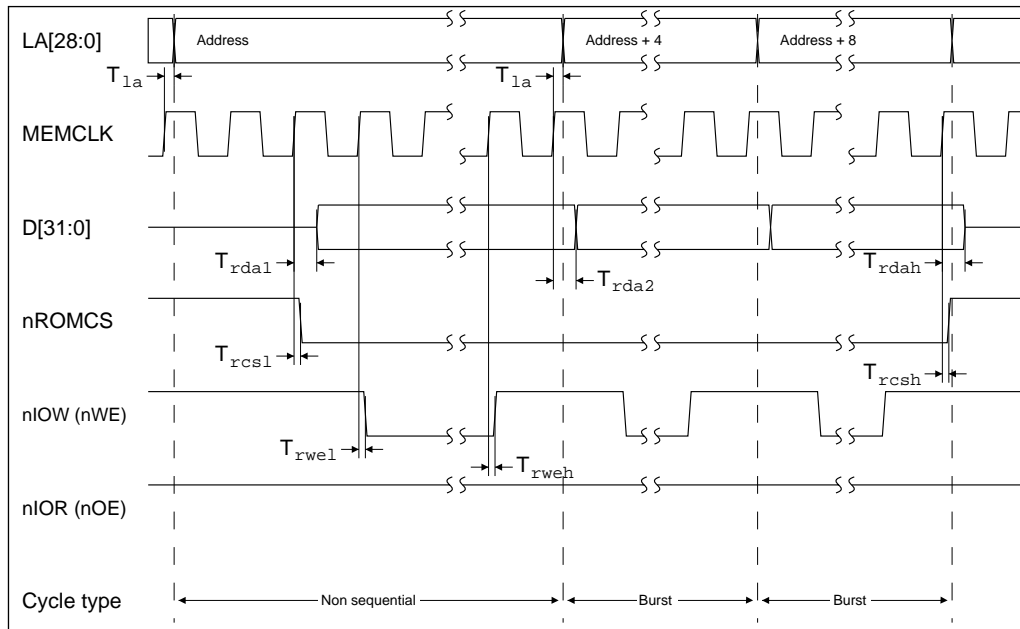 LA[28:0]
Address
Address + 4
Address + 8
Tla
Tla
MEMCLK
D[31:0]
Trda1
Trda2
Trdah
nROMCS
Trcsl
Trcsh
nIOW (nWE)
Trwel
Trweh
nIOR (nOE)
Cycle type
Non sequential
Burst
Burst